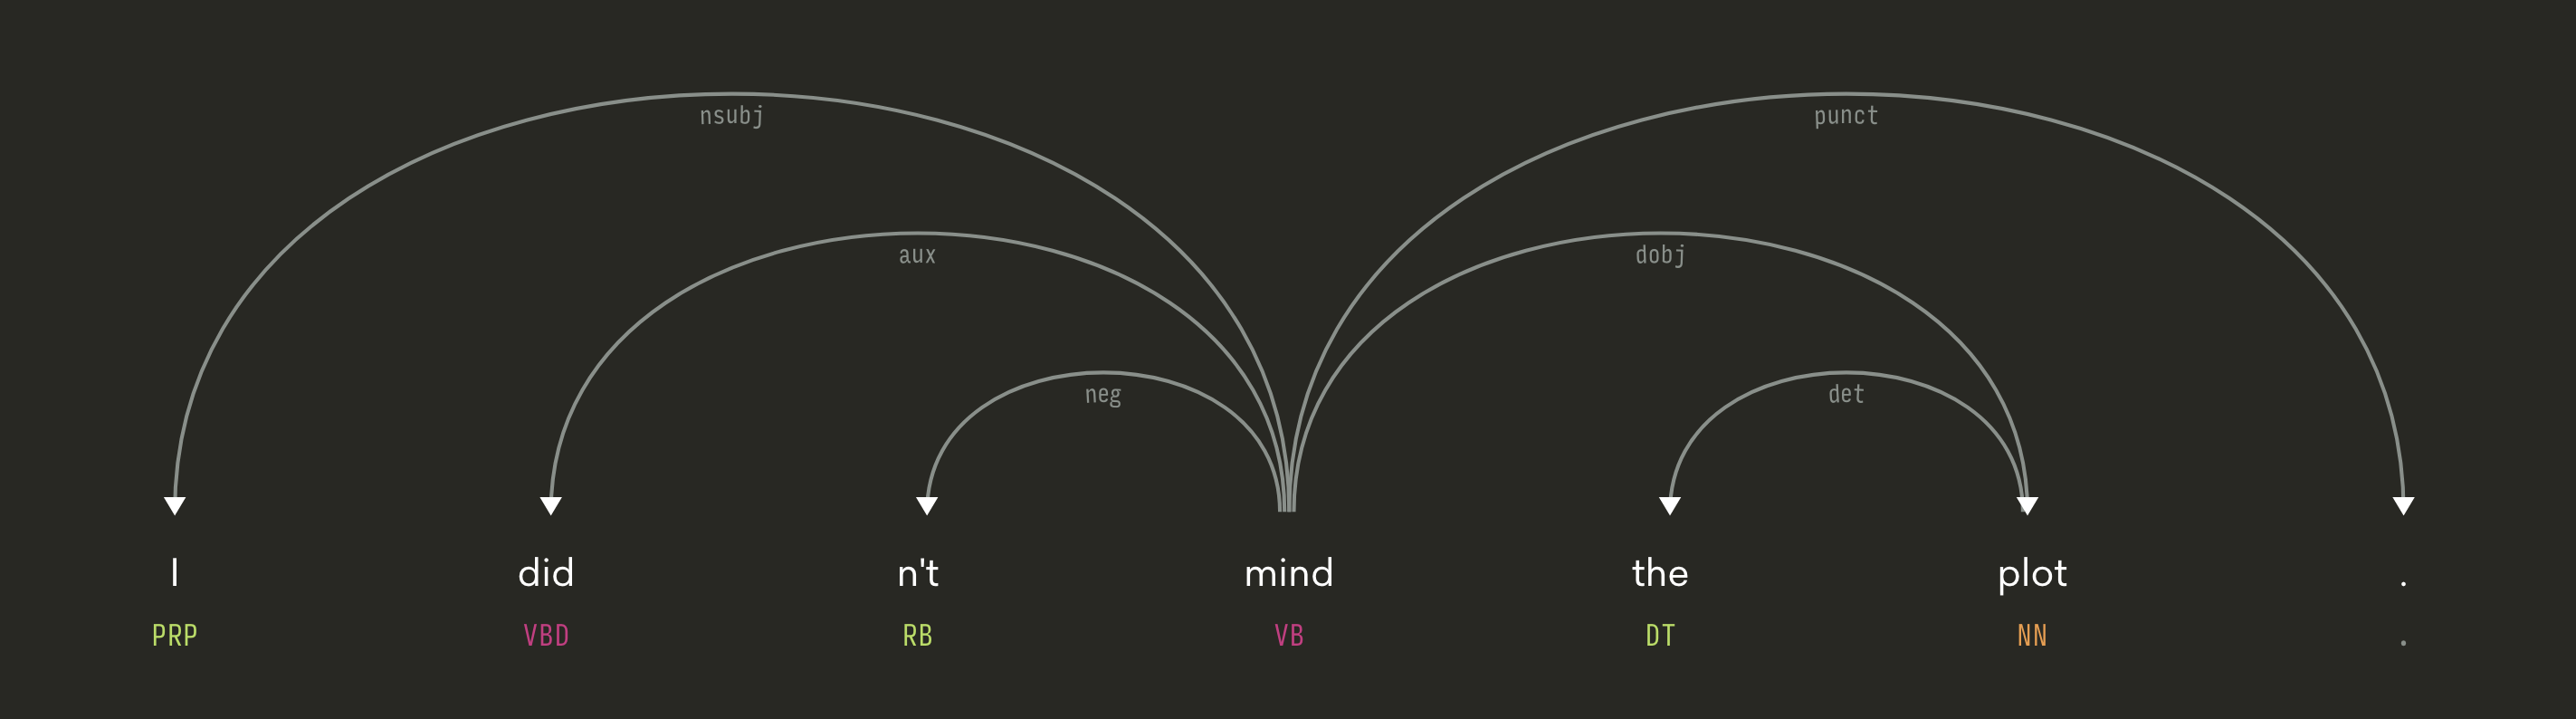 nsubj punct
aux dobj
neg det
I did n't mind the plot .
PRP VBD RB VB DT NN .